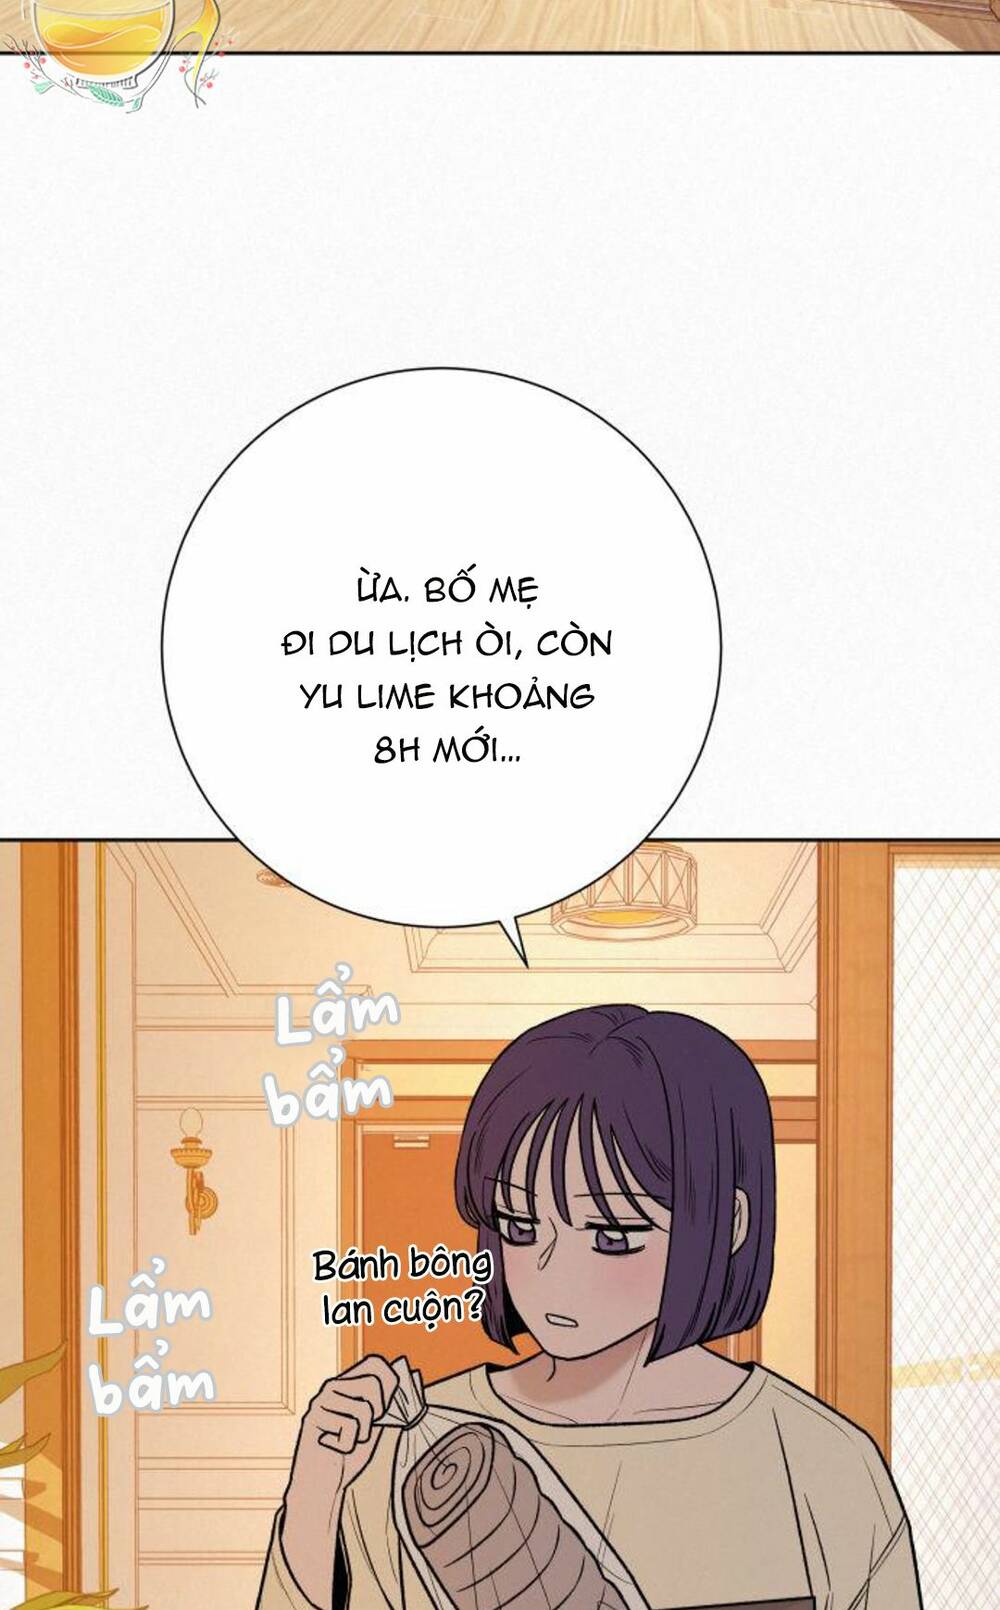 ỪA. BỐ MẸ
ĐI DU LỊCH ÒI, CÒN
YU LIME KHOẢNG
8H MỚI...
Lẩm
bẩm
Bánh bông
lan cuộn?
Lẩm
bẩm